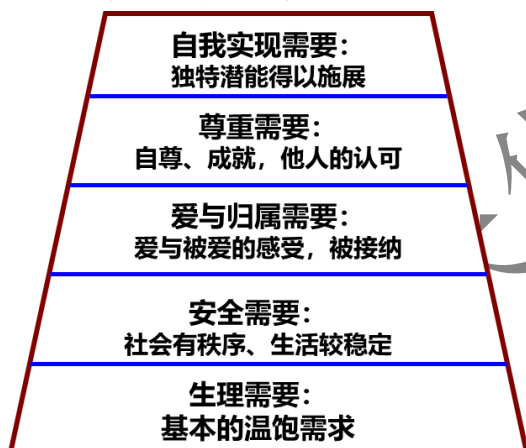 自我实现需要：
独特潜能得以施展
尊重需要：
自尊、成就，他人的认可
爱与归属需要：
爱与被爱的感受，被接纳
安全需要：
社会有秩序、生活较稳定
生理需要：
基本的温饱需求